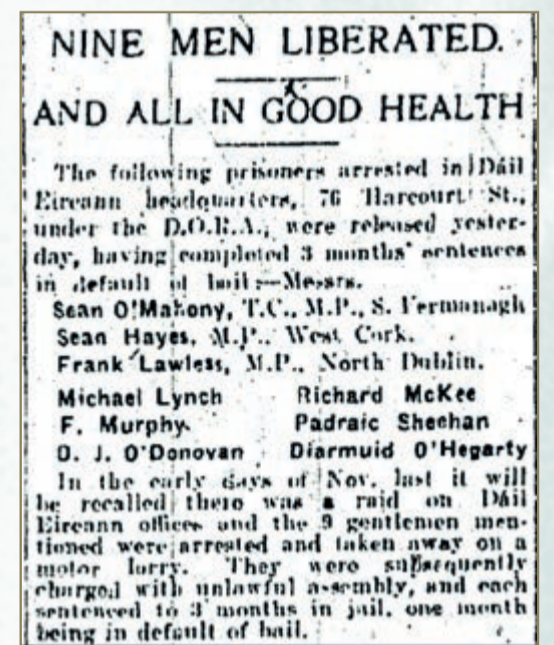 NINE MEN LIBERATED.
AND ALL IN GOOD HEALTH
The following prisoners arrested in Dáil
Eireann headquarters, 76 Harcourt St.,
under the D.O.R.A., were released yester-
day, having completed 3 months' sentences
in default of bail:—Messrs.
Sean O'Mahony, T.C., M.P., S. Fermanagh
Sean Hayes, M.P., West Cork.
Frank Lawless, M.P., North Dublin.
Michael Lynch Richard McKee
F. Murphy Padraic Sheehan
D. J. O'Donovan Diarmuid O'Hegarty
In the early days of Nov. last it will
be recalled there was a raid on Dáil
Eireann offices and the 9 gentlemen men-
tioned were arrested and taken away on a
motor lorry. They were subsequently
charged with unlawful assembly, and each
sentenced to 3 months in jail, one month
being in default of bail.